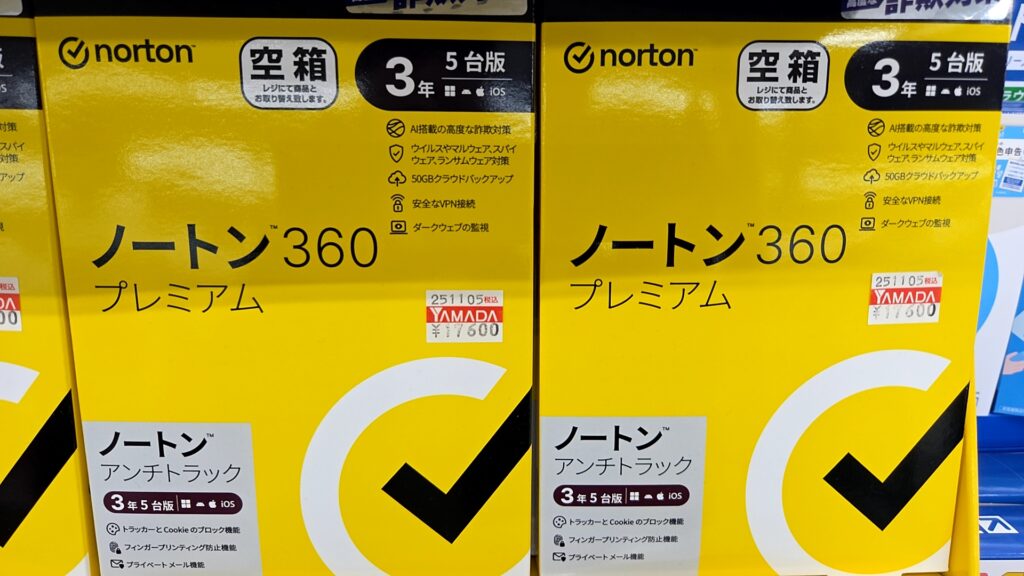 norton
空箱
レジにて商品と
お取り替え致します。
3年
5台版
iOS
AI搭載の高度な詐欺対策
ウイルスやマルウェア、スパイ
ウェア、ランサムウェア対策
50GBクラウドバックアップ
安全なVPN接続
ダークウェブの監視
ノートン™ 360
プレミアム
251105税込
YAMADA
¥17600
ノートン™
アンチトラック
3年5台版 iOS
トラッカーとCookieのブロック機能
フィンガープリンティング防止機能
プライベート メール機能
norton
空箱
レジにて商品と
お取り替え致します。
3年
5台版
iOS
AI搭載の高度な詐欺対策
ウイルスやマルウェア、スパイ
ウェア、ランサムウェア対策
50GBクラウドバックアップ
安全なVPN接続
ダークウェブの監視
ノートン™ 360
プレミアム
251105税込
YAMADA
¥17600
ノートン™
アンチトラック
3年5台版 iOS
トラッカーとCookieのブロック機能
フィンガープリンティング防止機能
プライベート メール機能